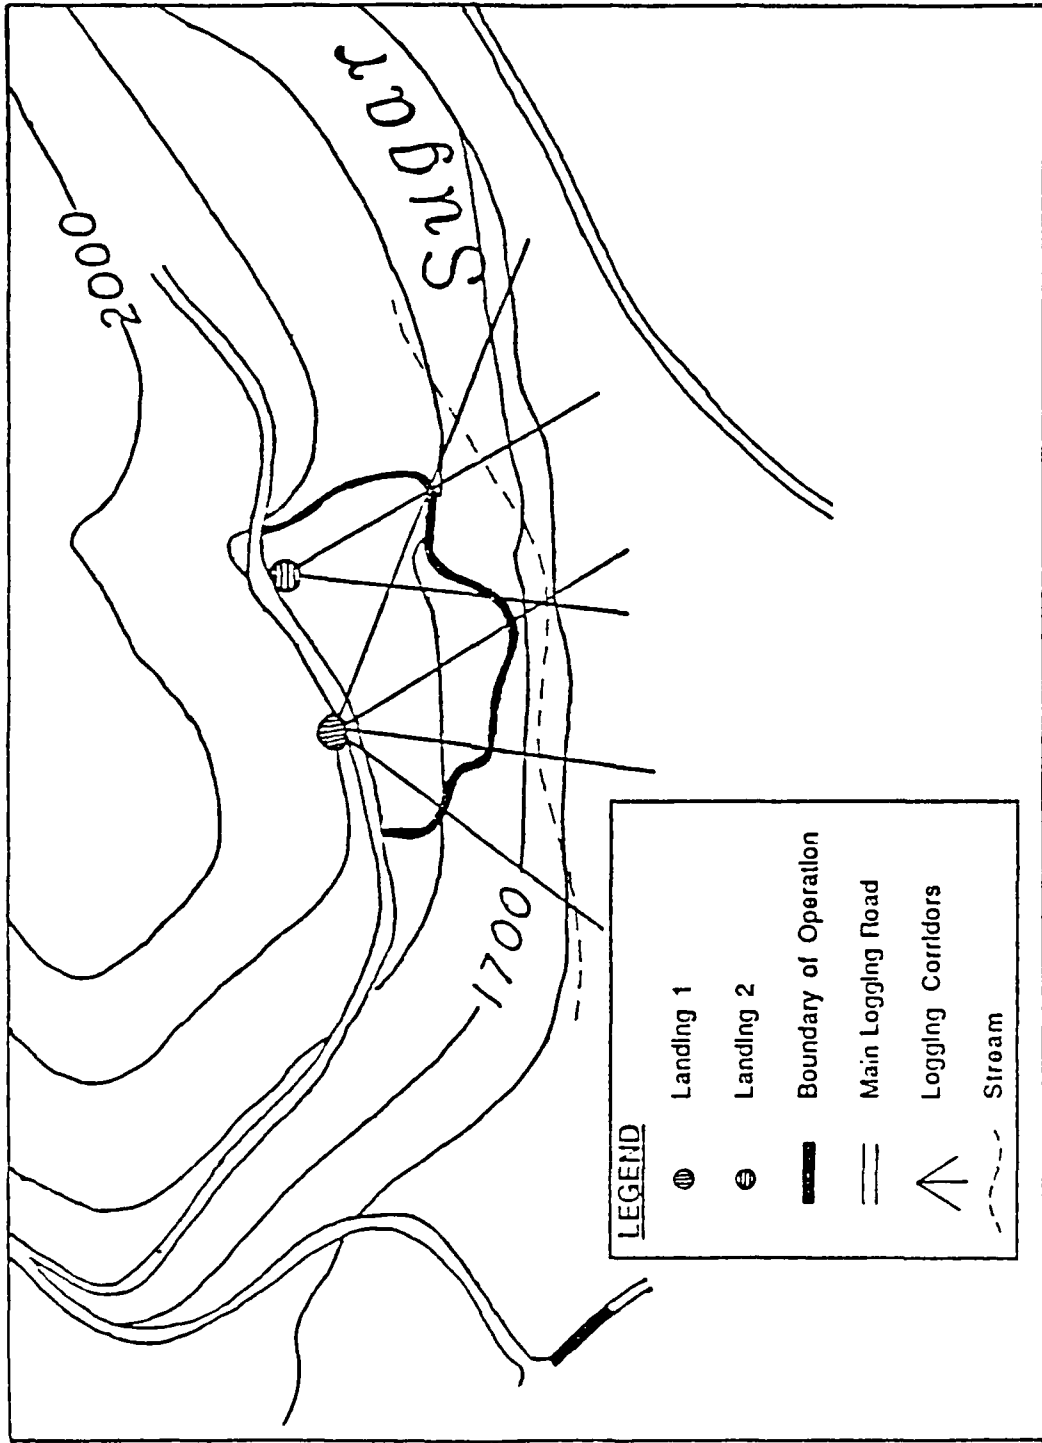 2000
Sugar
1700
LEGEND
Landing 1
Landing 2
Boundary of Operation
Main Logging Road
Logging Corridors
Stream